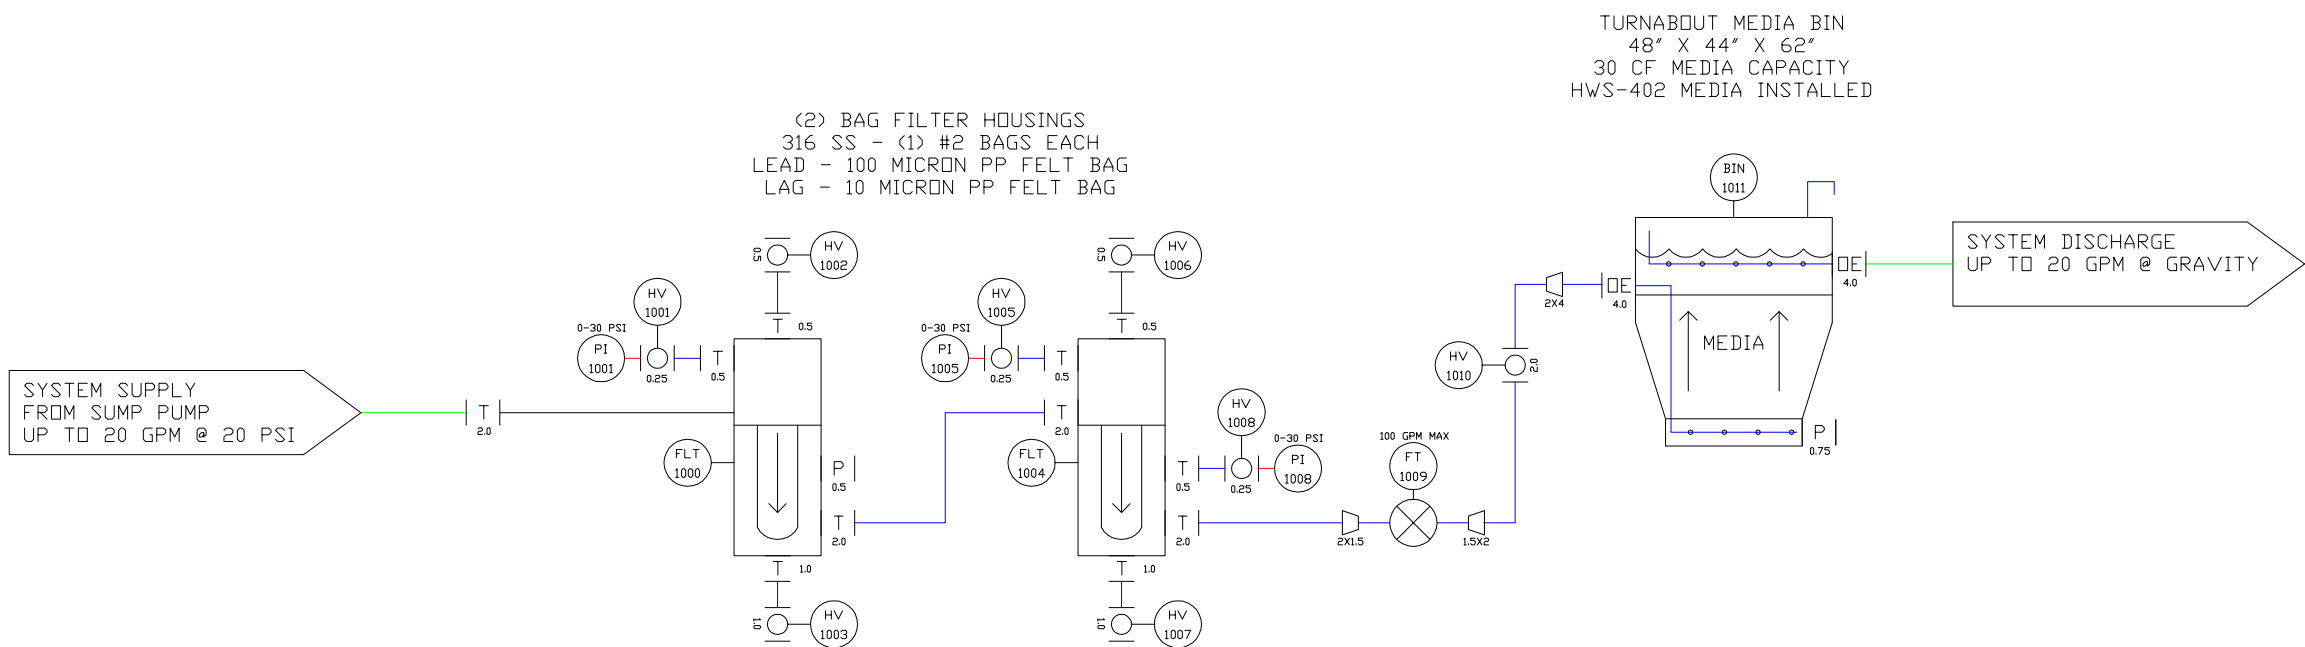 TURNABOUT MEDIA BIN
48" X 44" X 62"
30 CF MEDIA CAPACITY
HWS-402 MEDIA INSTALLED
(2) BAG FILTER HOUSINGS
316 SS - (1) #2 BAGS EACH
LEAD - 100 MICRON PP FELT BAG
LAG - 10 MICRON PP FELT BAG
SYSTEM SUPPLY
FROM SUMP PUMP
UP TO 20 GPM @ 20 PSI
T
2.0
0-30 PSI
PI
1001
HV
1001
0.25
T
0.5
0.5
HV
1002
T
0.5
FLT
1000
P
0.5
T
2.0
T
1.0
1.0
HV
1003
0-30 PSI
PI
1005
HV
1005
0.25
T
0.5
T
2.0
0.5
HV
1006
T
0.5
FLT
1004
T
0.5
HV
1008
0.25
0-30 PSI
PI
1008
T
2.0
T
1.0
1.0
HV
1007
2X1.5
100 GPM MAX
FT
1009
1.5X2
HV
1010
2.0
2X4
OE
4.0
BIN
1011
MEDIA
P
0.75
OE
4.0
SYSTEM DISCHARGE
UP TO 20 GPM @ GRAVITY